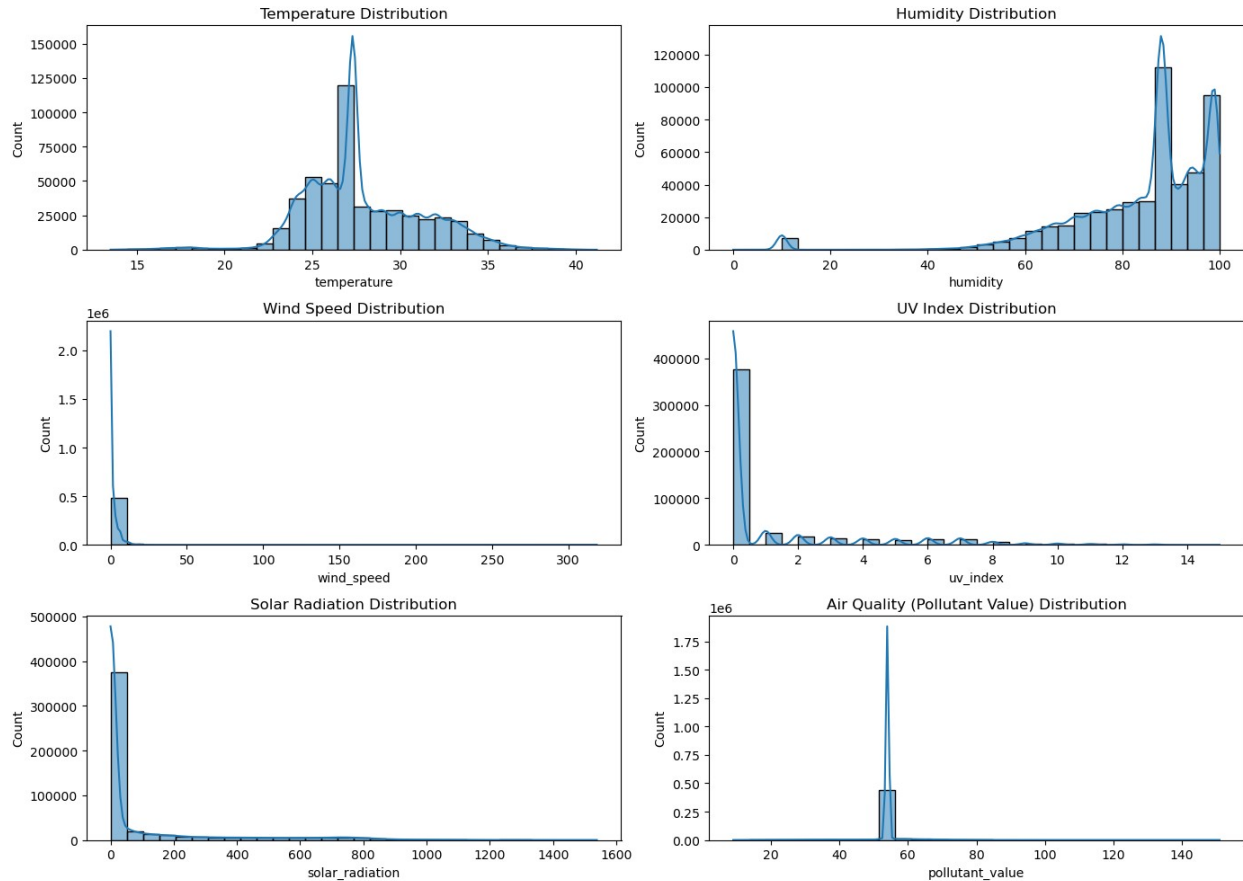 Temperature Distribution
150000
125000
100000
75000
50000
25000
0
Count
15 20 25 30 35 40
temperature
Humidity Distribution
120000
100000
80000
60000
40000
20000
0
Count
0 20 40 60 80 100
humidity
Wind Speed Distribution
1e6
2.0
1.5
1.0
0.5
0.0
Count
0 50 100 150 200 250 300
wind_speed
UV Index Distribution
400000
300000
200000
100000
0
Count
0 2 4 6 8 10 12 14
uv_index
Solar Radiation Distribution
500000
400000
300000
200000
100000
0
Count
0 200 400 600 800 1000 1200 1400 1600
solar_radiation
Air Quality (Pollutant Value) Distribution
1e6
1.75
1.50
1.25
1.00
0.75
0.50
0.25
0.00
Count
20 40 60 80 100 120 140
pollutant_value